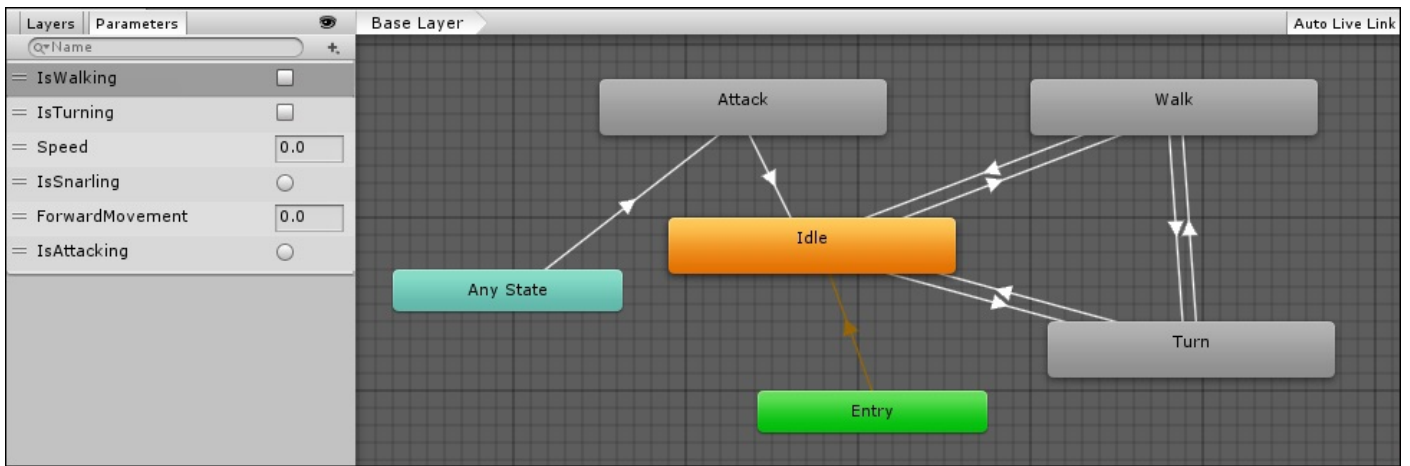 Layers Parameters
Base Layer
Auto Live Link
Name
IsWalking
IsTurning
Speed 0.0
IsSnarling
ForwardMovement 0.0
IsAttacking
Attack
Walk
Idle
Any State
Turn
Entry